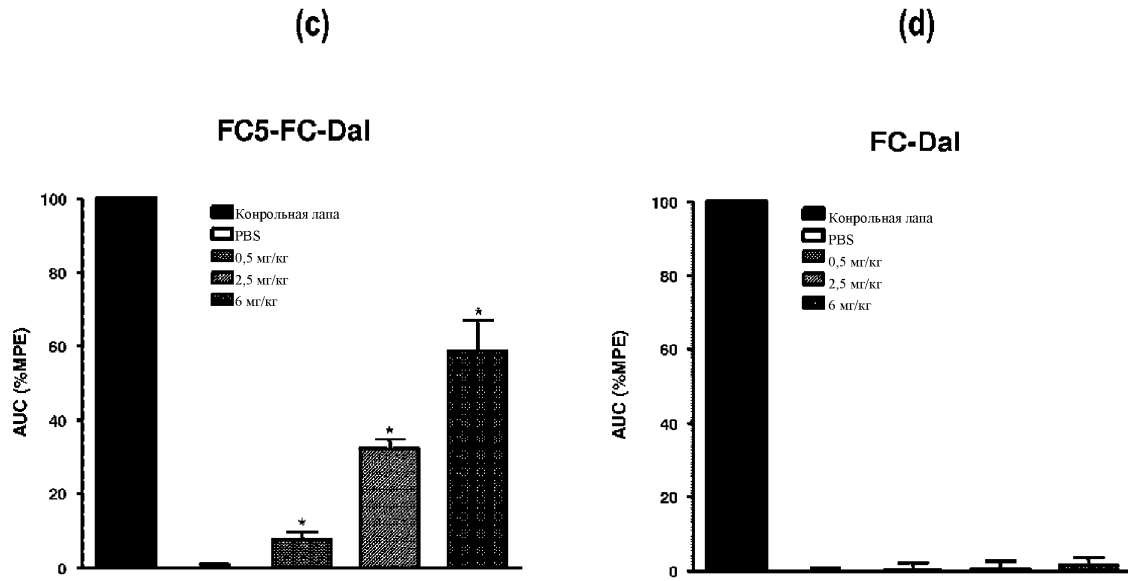 (c)
FC5-FC-Dal
AUC (%MPE)
100
80
60
40
20
0
Конрольная лапа
PBS
0,5 мг/кг
2,5 мг/кг
6 мг/кг
*
*
*
(d)
FC-Dal
AUC (%MPE)
100
80
60
40
20
0
Конрольная лапа
PBS
0,5 мг/кг
2,5 мг/кг
6 мг/кг